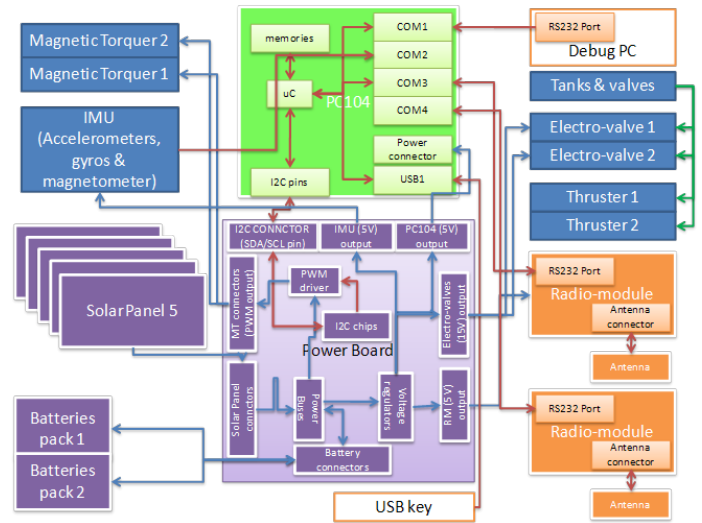 Magnetic Torquer 2
Magnetic Torquer 1
IMU
(Accelerometers,
gyros &
magnetometer)
SolarPanel 5
Batteries
pack 1
Batteries
pack 2
memories
uC
PC104
I2C pins
COM1
COM2
COM3
COM4
Power
connector
USB1
I2C CONNCTOR
(SDA/SCL pin)
IMU (5V)
output
PC104 (5V)
output
MT connectors
(PWM output)
PWM
driver
I2C chips
Power Board
Electro-valves
(15V) output
Solar Panel
connctors
Power
Buses
Voltage
regulators
RM (5 V)
output
Battery
connectors
USB key
RS232 Port
Debug PC
Tanks & valves
Electro-valve 1
Electro-valve 2
Thruster 1
Thruster 2
RS232 Port
Radio-module
Antenna
connector
Antenna
RS232 Port
Radio-module
Antenna
connector
Antenna